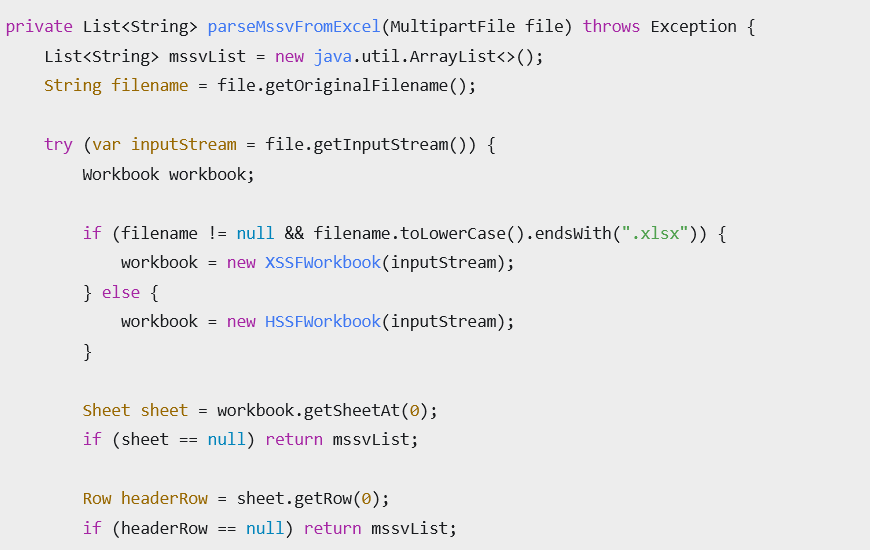 private List<String> parseMssvFromExcel(MultipartFile file) throws Exception {
    List<String> mssvList = new java.util.ArrayList<>();
    String filename = file.getOriginalFilename();

    try (var inputStream = file.getInputStream()) {
        Workbook workbook;

        if (filename != null && filename.toLowerCase().endsWith(".xlsx")) {
            workbook = new XSSFWorkbook(inputStream);
        } else {
            workbook = new HSSFWorkbook(inputStream);
        }

        Sheet sheet = workbook.getSheetAt(0);
        if (sheet == null) return mssvList;

        Row headerRow = sheet.getRow(0);
        if (headerRow == null) return mssvList;